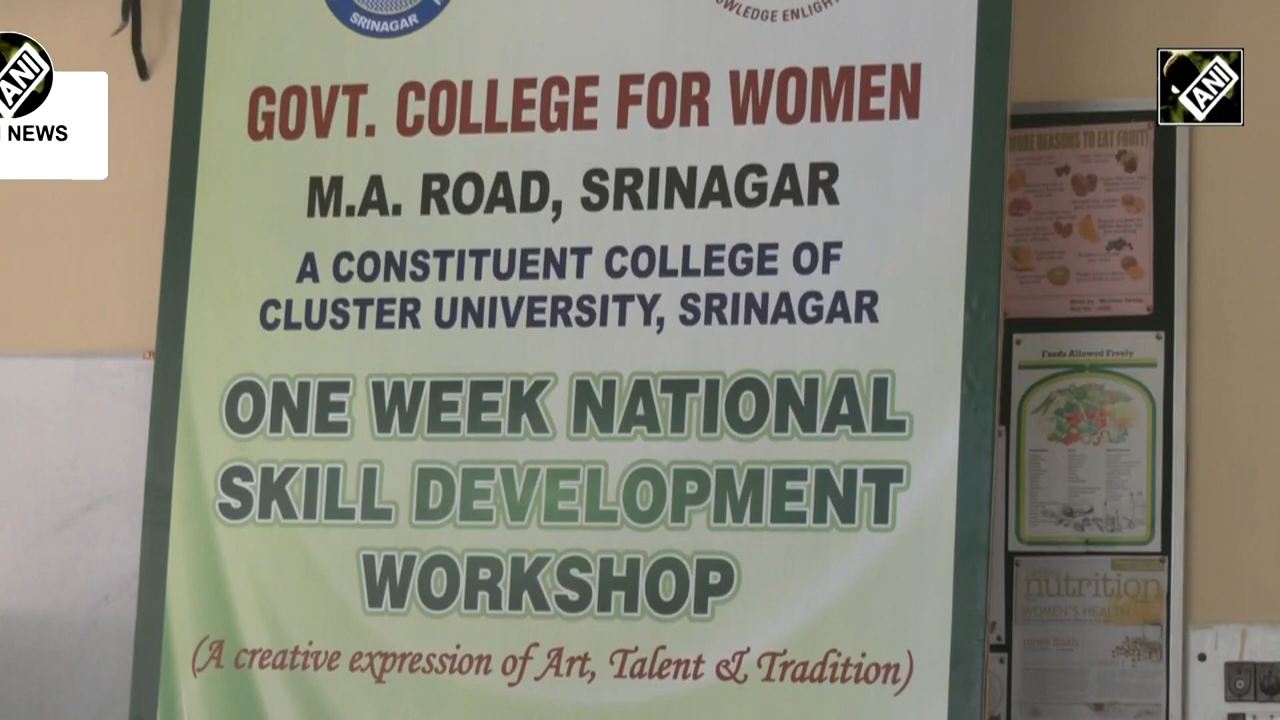 SRINAGAR
GOVT. COLLEGE FOR WOMEN
M.A. ROAD, SRINAGAR
A CONSTITUENT COLLEGE OF
CLUSTER UNIVERSITY, SRINAGAR
ONE WEEK NATIONAL
SKILL DEVELOPMENT
WORKSHOP
(A creative expression of Art, Talent & Tradition)
ANI
NEWS
ANI
MORE REASONS TO EAT FRUIT!
Foods Allowed Freely
nutrition
WOMEN'S HEALTH
news flash